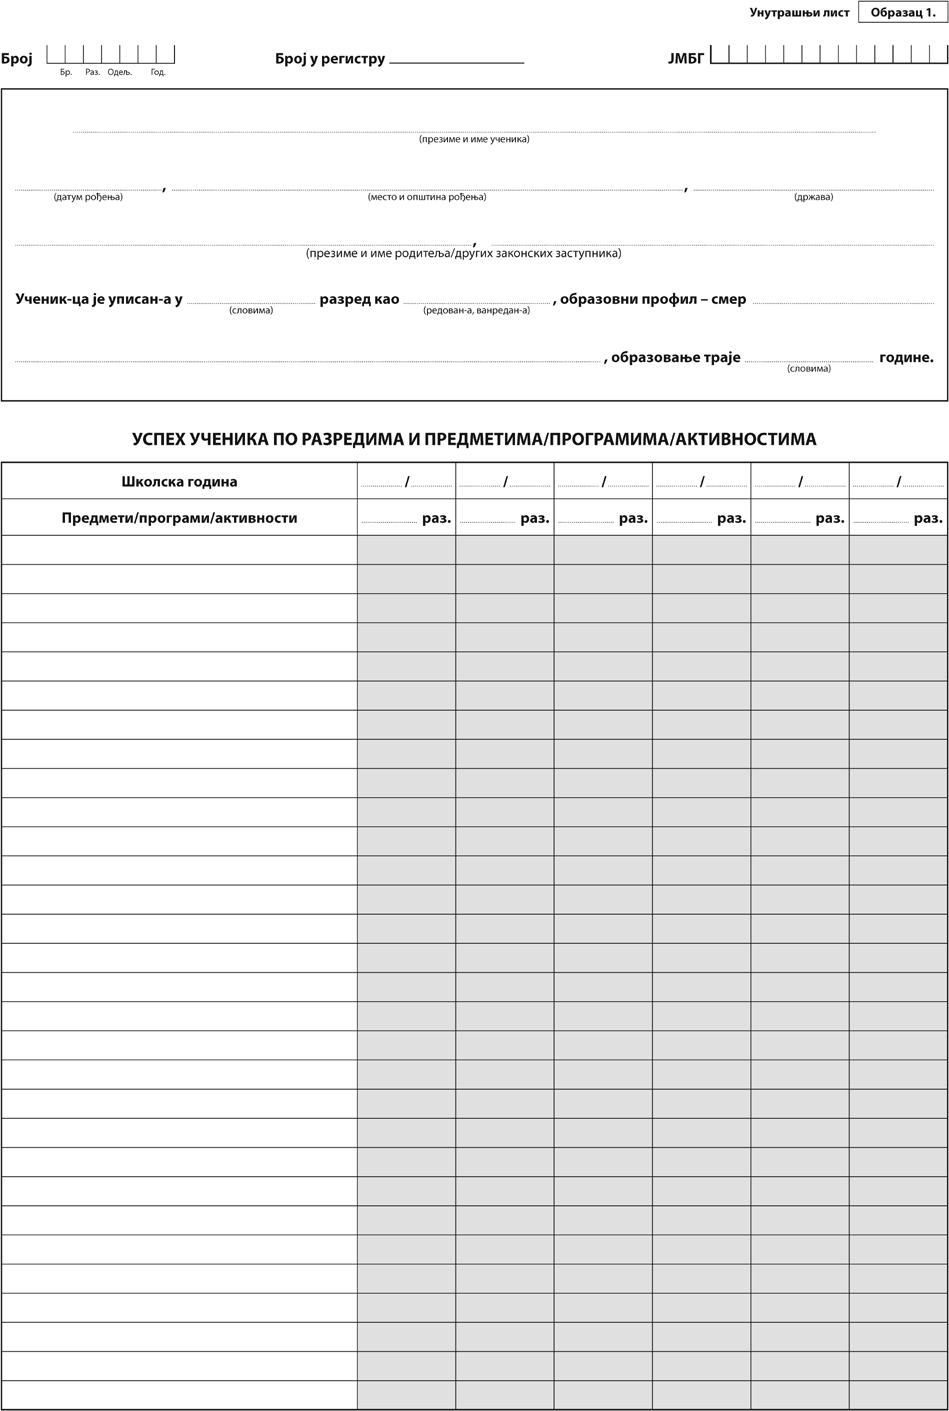 Унутрашњи лист Образац 1.
Број Број у регистру ЈМБГ
Бр. Раз. Одељ. Год.
(презиме и име ученика)
, ,
(датум рођења) (место и општина рођења) (држава)
,
(презиме и име родитеља/других законских заступника)
Ученик-ца је уписан-а у разред као , образовни профил – смер
(словима) (редован-а, ванредан-а)
, образовање траје године.
(словима)
УСПЕХ УЧЕНИКА ПО РАЗРЕДИМА И ПРЕДМЕТИМА/ПРОГРАМИМА/АКТИВНОСТИМА
Школска година / / / / / /
Предмети/програми/активности раз. раз. раз. раз. раз. раз.